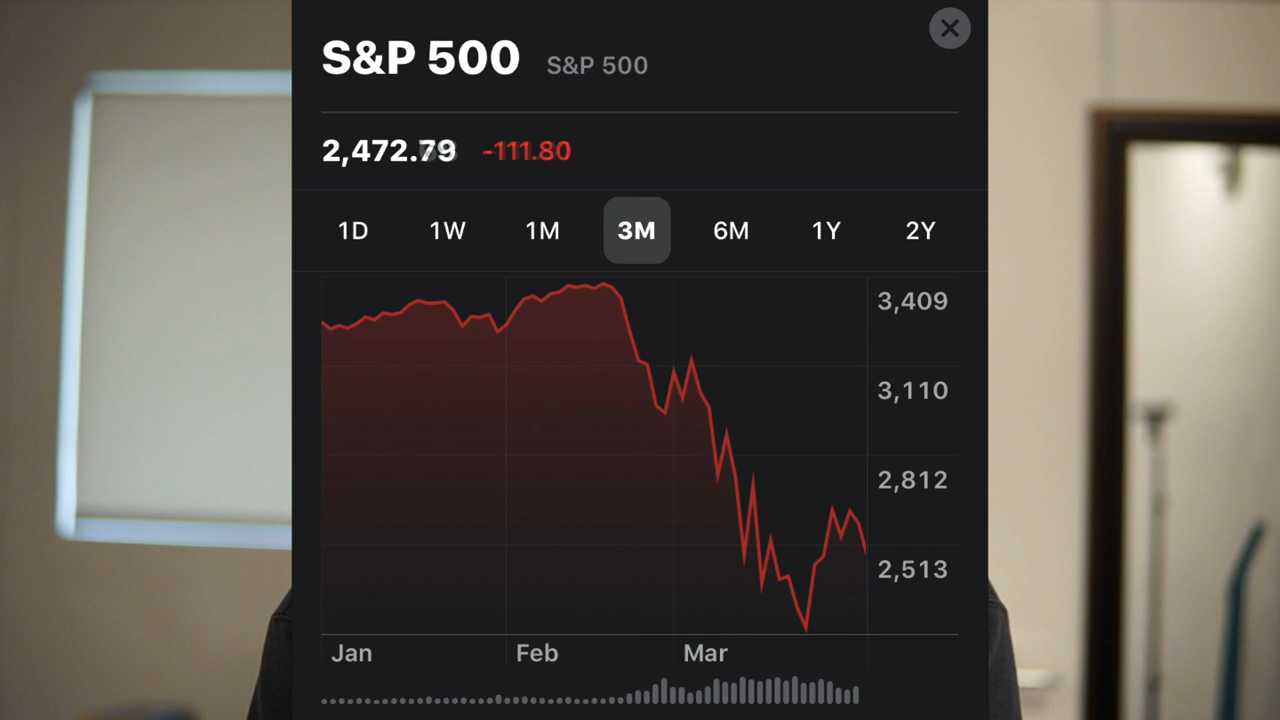 S&P 500 S&P 500
2,472.79 -111.80
1D 1W 1M 3M 6M 1Y 2Y
3,409
3,110
2,812
2,513
Jan Feb Mar